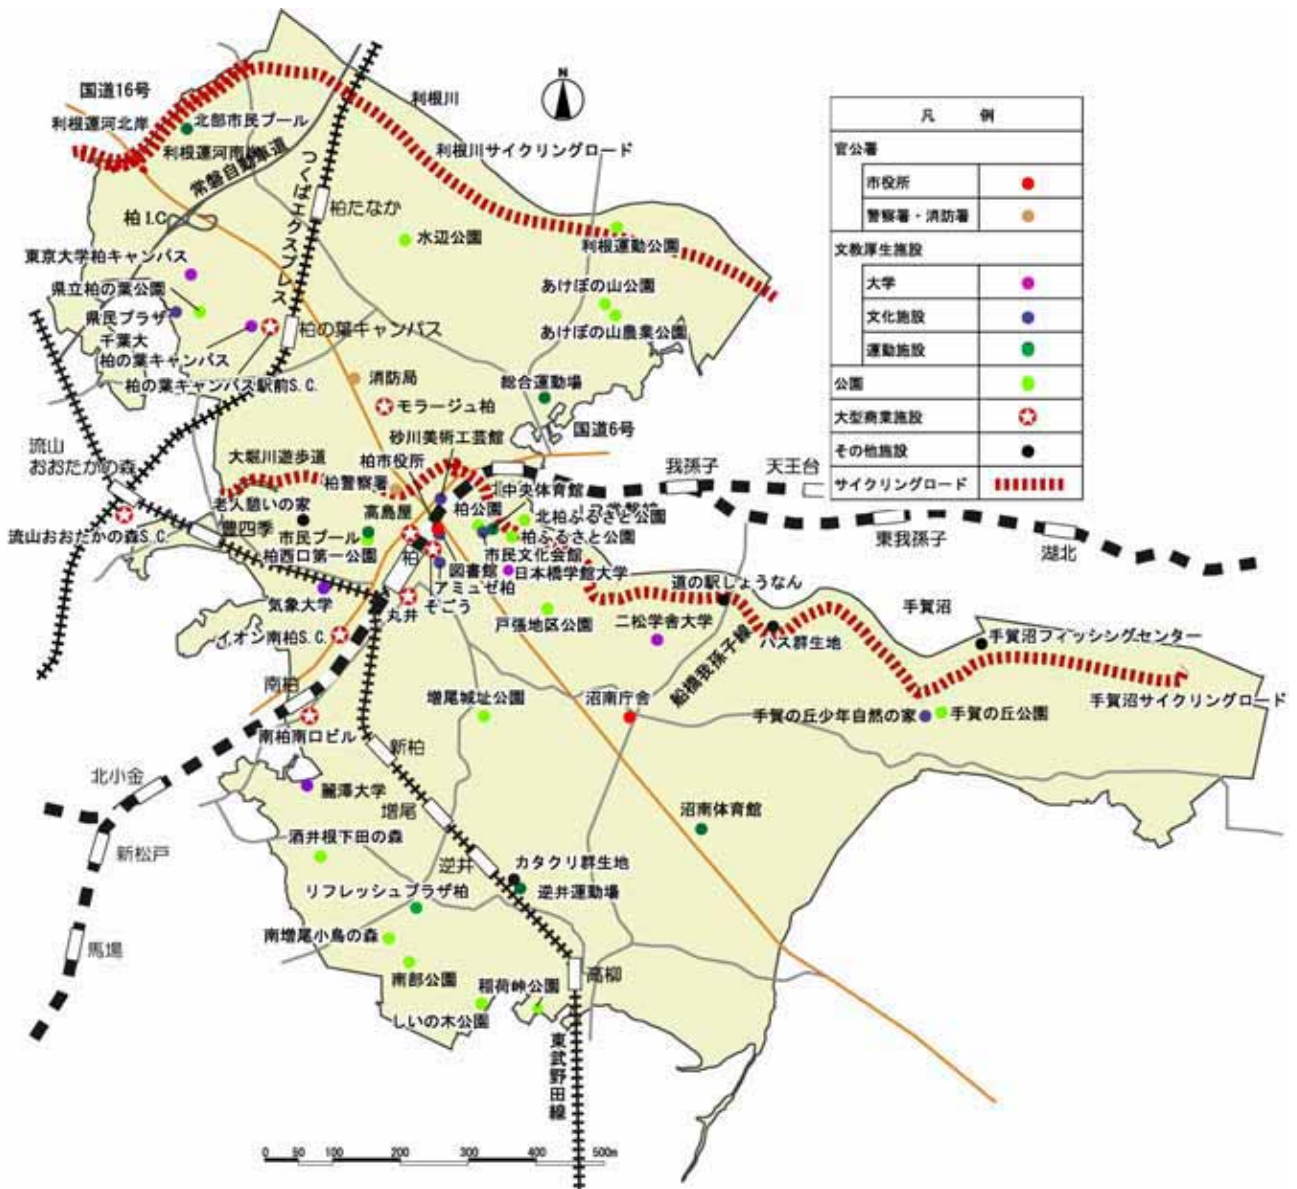 国道16号
利根運河北岸
北部市民プール
利根運河南
常磐自動車道
つくばエクスプレス
利根川
利根川サイクリングロード
N
柏I.C
柏たなか
水辺公園
利根運動公園
東京大学柏キャンパス
県立柏の葉公園
県民プラザ
千葉大
柏の葉キャンパス
柏の葉キャンパス
柏の葉キャンパス駅前S.C.
あけぼの山公園
あけぼの山農業公園
消防局
モラージュ柏
総合運動場
国道6号
砂川美術工芸館
柏市役所
大堀川遊歩道
柏警察署
流山
おおたかの森
老人憩いの家
高島屋
豊四季
市民プール
流山おおたかの森S.C.
柏西口第一公園
柏
柏公園
北
中央体育館
北柏ふるさと公園
柏ふるさと公園
市民文化会館
図書館
日本橋学館大学
アミュゼ柏
そごう
丸井
気象大学
イオン南柏S.C.
我孫子
天王台
東我孫子
湖北
道の駅しょうなん
手賀沼
戸張地区公園
二松学舎大学
船橋我孫子線
ハス群生地
手賀沼フィッシングセンター
手賀沼サイクリングロード
南柏
南柏南口ビル
増尾城址公園
沼南庁舎
手賀の丘少年自然の家
手賀の丘公園
新柏
北小金
麗澤大学
増尾
沼南体育館
新松戸
酒井根下田の森
逆井
カタクリ群生地
逆井運動場
リフレッシュプラザ柏
南増尾小鳥の森
馬場
南部公園
稲荷峠公園
高柳
しいの木公園
東武野田線
0 50 100 200 300 400 500m
凡例
官公署
市役所
警察署・消防署
文教厚生施設
大学
文化施設
運動施設
公園
大型商業施設
その他施設
サイクリングロード